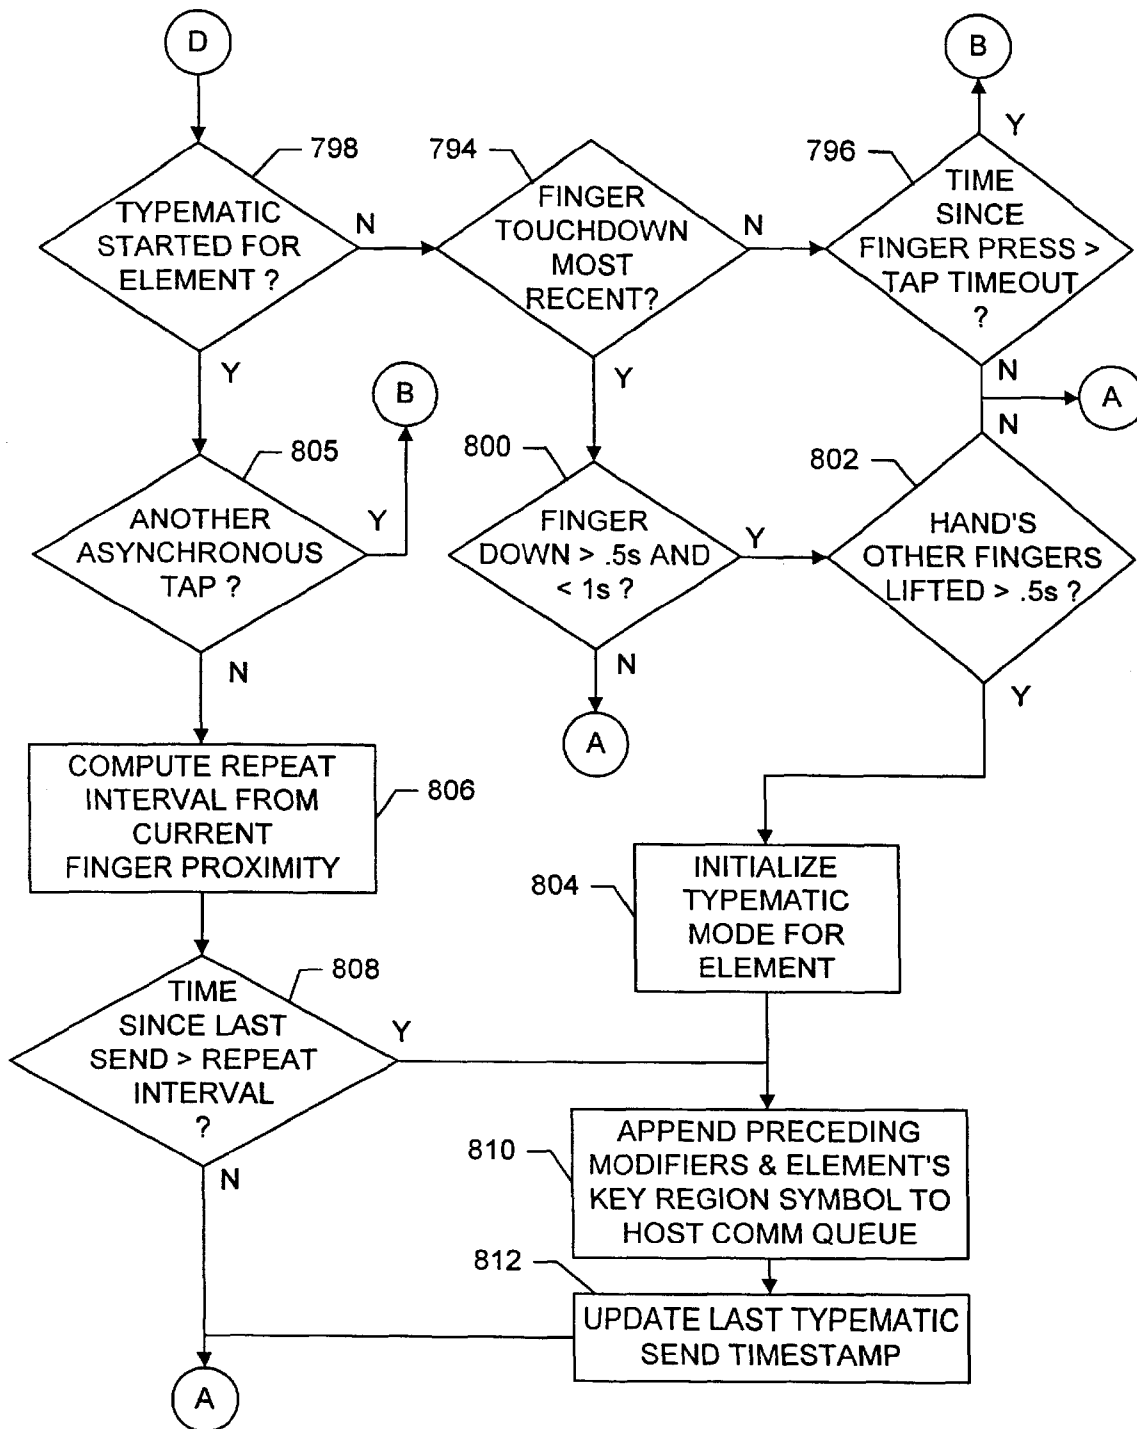 D
B
798
794
796
TYPEMATIC
STARTED FOR
ELEMENT ?
N
FINGER
TOUCHDOWN
MOST
RECENT?
N
Y
TIME
SINCE
FINGER PRESS >
TAP TIMEOUT
?
Y
B
Y
N
A
N
805
800
802
ANOTHER
ASYNCHRONOUS
TAP ?
Y
FINGER
DOWN > .5s AND
< 1s ?
Y
HAND'S
OTHER FINGERS
LIFTED > .5s ?
N
N
Y
A
COMPUTE REPEAT
INTERVAL FROM
CURRENT
FINGER PROXIMITY
806
804
INITIALIZE
TYPEMATIC
MODE FOR
ELEMENT
808
TIME
SINCE LAST
SEND > REPEAT
INTERVAL
?
Y
N
810
APPEND PRECEDING
MODIFIERS & ELEMENT'S
KEY REGION SYMBOL TO
HOST COMM QUEUE
812
UPDATE LAST TYPEMATIC
SEND TIMESTAMP
A